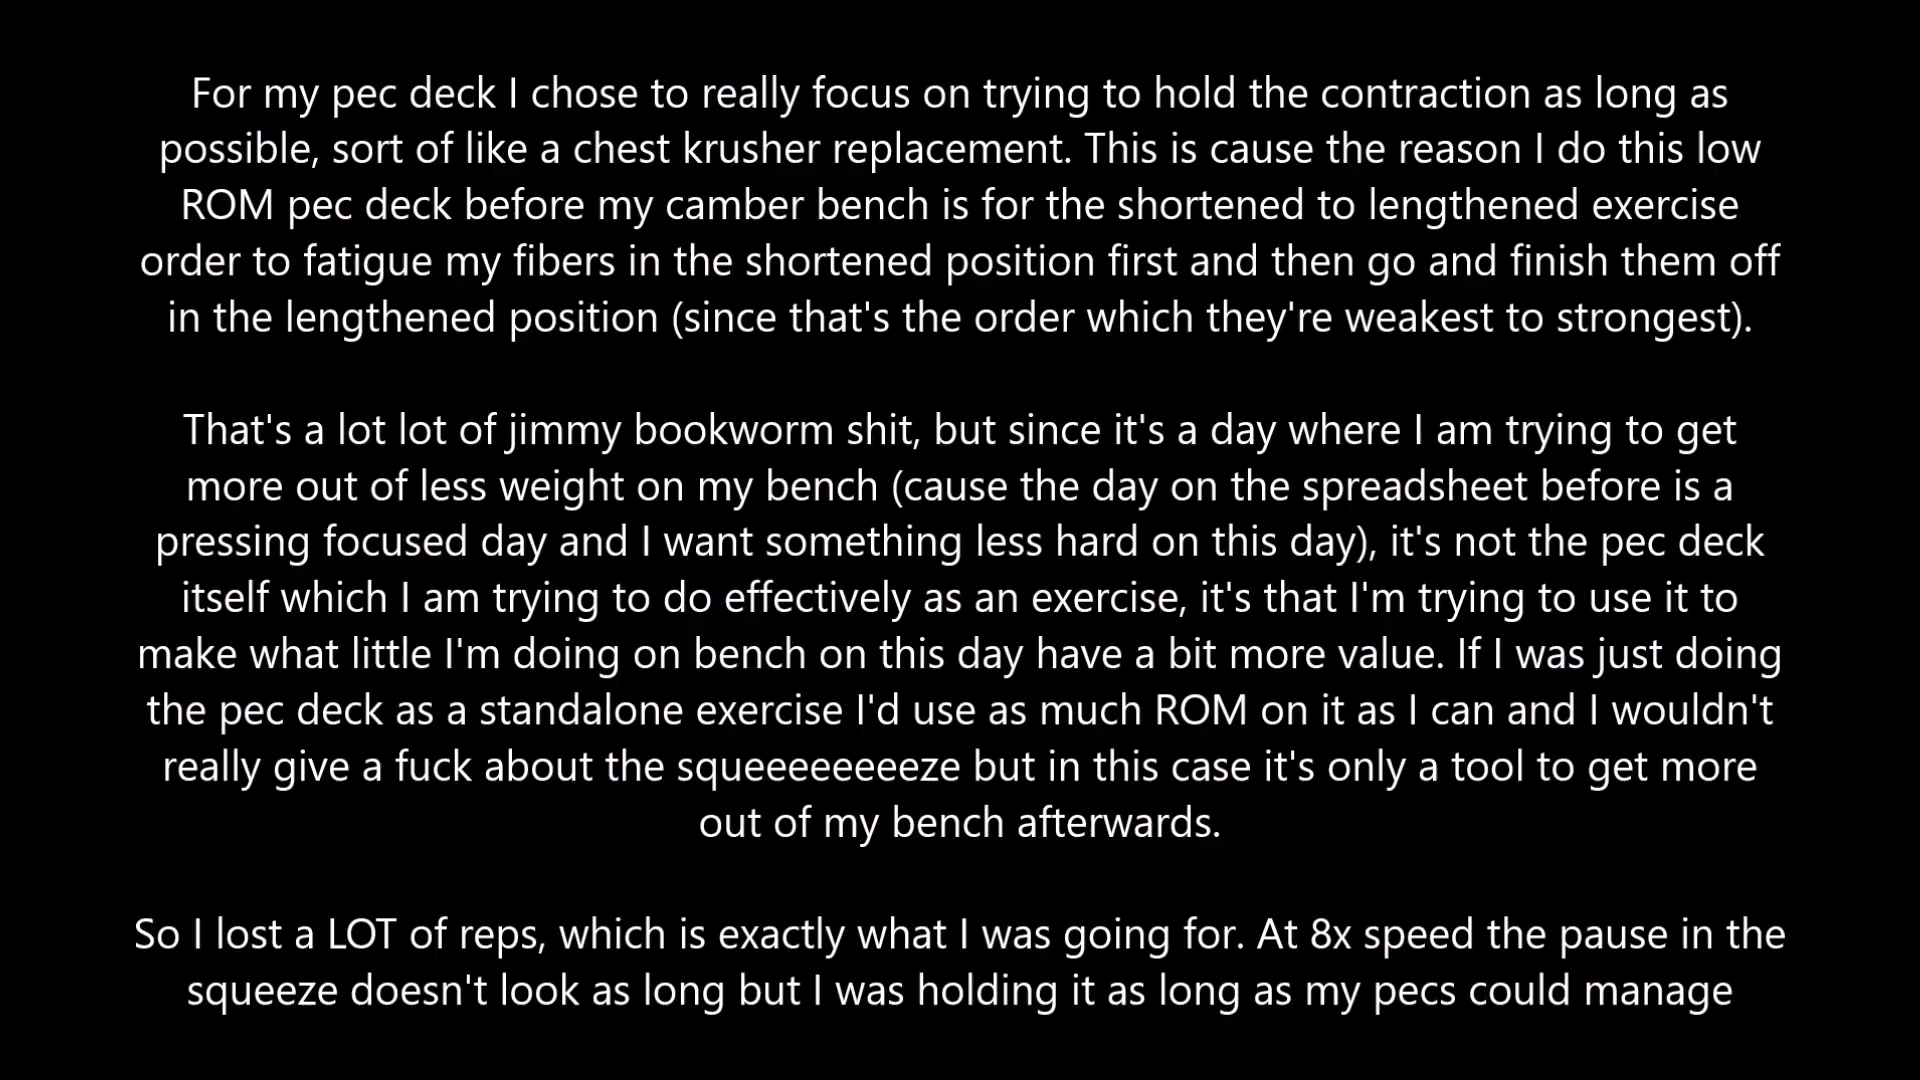 For my pec deck I chose to really focus on trying to hold the contraction as long as
possible, sort of like a chest krusher replacement. This is cause the reason I do this low
ROM pec deck before my camber bench is for the shortened to lengthened exercise
order to fatigue my fibers in the shortened position first and then go and finish them off
in the lengthened position (since that's the order which they're weakest to strongest).
That's a lot lot of jimmy bookworm shit, but since it's a day where I am trying to get
more out of less weight on my bench (cause the day on the spreadsheet before is a
pressing focused day and I want something less hard on this day), it's not the pec deck
itself which I am trying to do effectively as an exercise, it's that I'm trying to use it to
make what little I'm doing on bench on this day have a bit more value. If I was just doing
the pec deck as a standalone exercise I'd use as much ROM on it as I can and I wouldn't
really give a fuck about the squeeeeeeeeze but in this case it's only a tool to get more
out of my bench afterwards.
So I lost a LOT of reps, which is exactly what I was going for. At 8x speed the pause in the
squeeze doesn't look as long but I was holding it as long as my pecs could manage